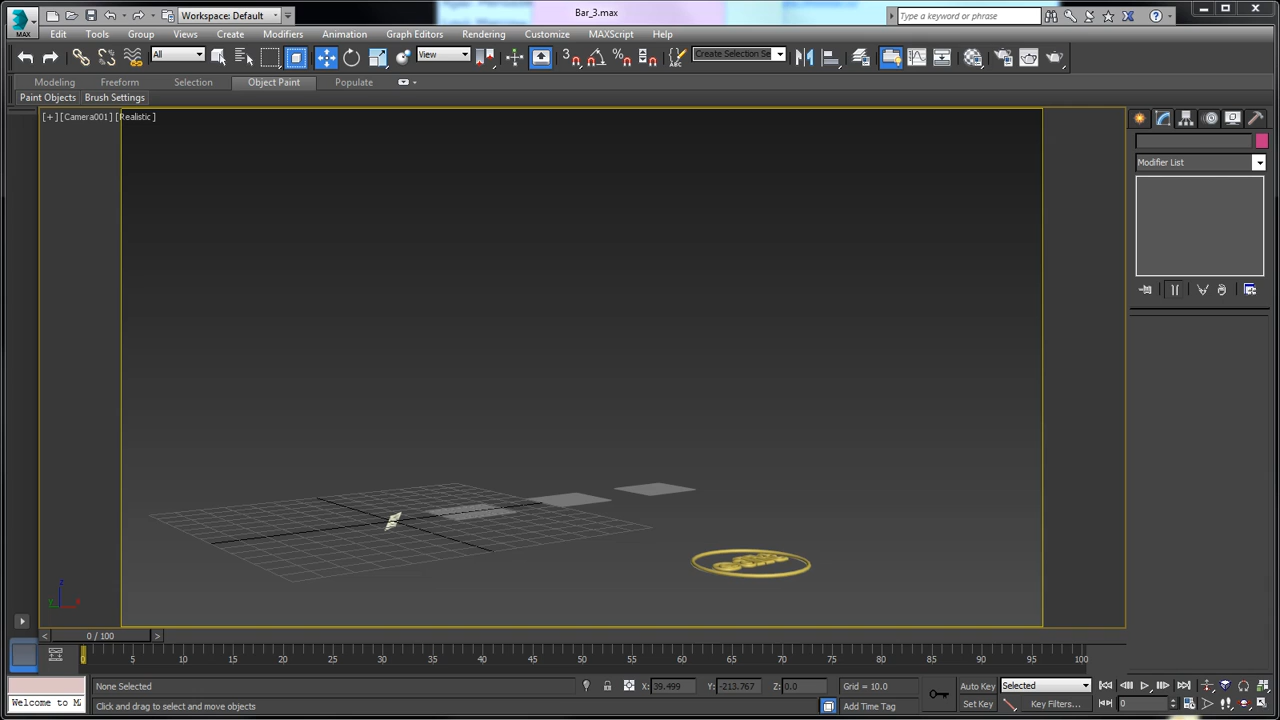 Bar_3.max
MAX
Workspace: Default
Type a keyword or phrase
Edit Tools Group Create Views Modifiers Animation Graph Editors Rendering Customize MAXScript Help
All
View
3
Create Selection Se
Modeling Freeform Selection Object Paint Populate
Paint Objects Brush Settings
[+] [Camera001] [Realistic ]
Modifier List
z
x
y
0 / 100
0 5 10 15 20 25 30 35 40 45 50 55 60 65 70 75 80 85 90 95 100
None Selected
X: 39.499 Y: -213.767 Z: 0.0 Grid = 10.0
Auto Key Selected
Welcome to M
Click and drag to select and move objects
Add Time Tag
Set Key Key Filters...
0